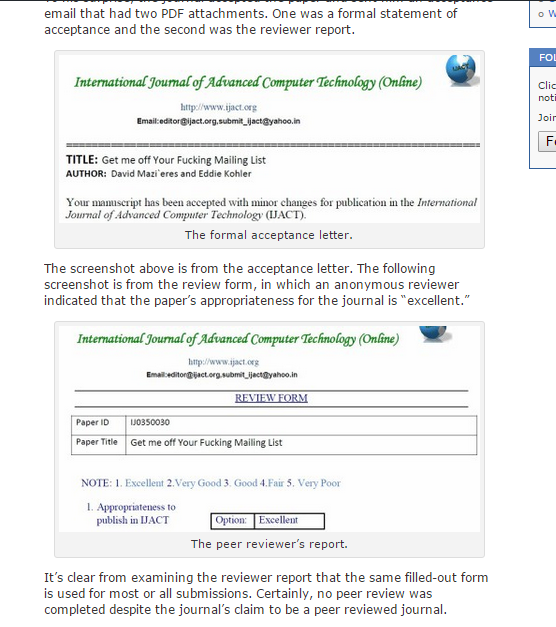 email that had two PDF attachments. One was a formal statement of
acceptance and the second was the reviewer report.
International Journal of Advanced Computer Technology (Online)
http://www.ijact.org
Email:editor@ijact.org,submit_ijact@yahoo.in
TITLE: Get me off Your Fucking Mailing List
AUTHOR: David Mazi`eres and Eddie Kohler
Your manuscript has been accepted with minor changes for publication in the International
Journal of Advanced Computer Technology (IJACT).
The formal acceptance letter.
The screenshot above is from the acceptance letter. The following
screenshot is from the review form, in which an anonymous reviewer
indicated that the paper’s appropriateness for the journal is “excellent.”
International Journal of Advanced Computer Technology (Online)
http://www.ijact.org
Email:editor@ijact.org,submit_ijact@yahoo.in
REVIEW FORM
Paper ID IJ0350030
Paper Title Get me off Your Fucking Mailing List
NOTE: 1. Excellent 2.Very Good 3. Good 4.Fair 5. Very Poor
1. Appropriateness to
publish in IJACT Option: Excellent
The peer reviewer’s report.
It’s clear from examining the reviewer report that the same filled-out form
is used for most or all submissions. Certainly, no peer review was
completed despite the journal’s claim to be a peer reviewed journal.
W
FO
Clic
noti
Join
F